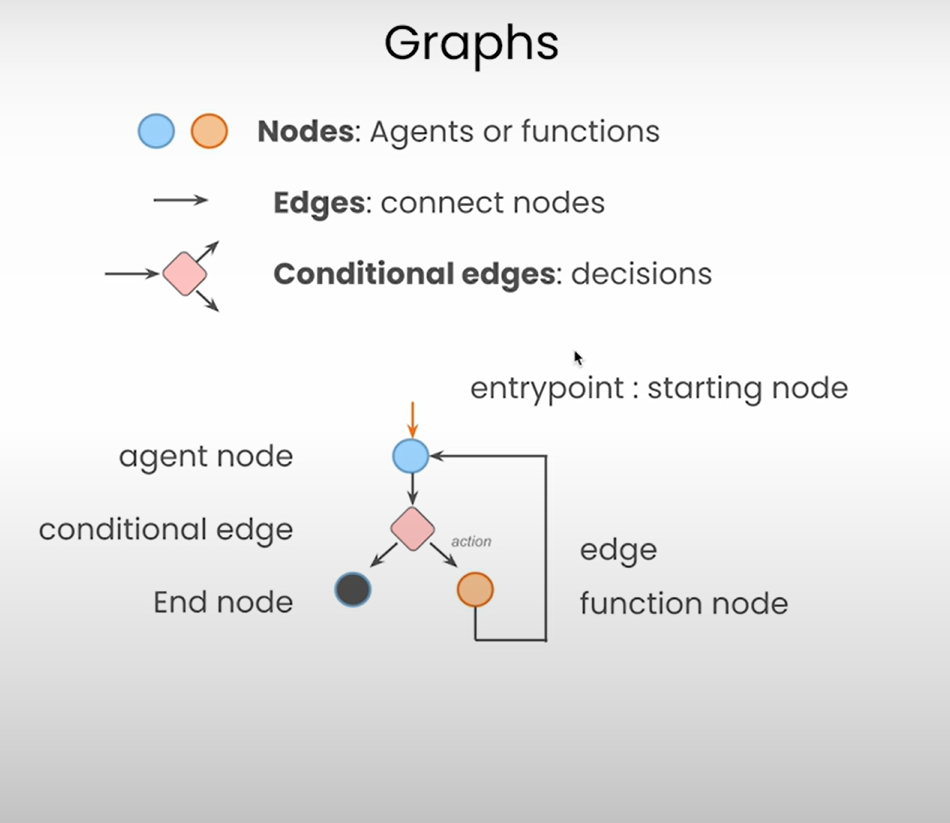 Graphs
Nodes: Agents or functions
Edges: connect nodes
Conditional edges: decisions
entrypoint : starting node
agent node
conditional edge
action
edge
End node
function node